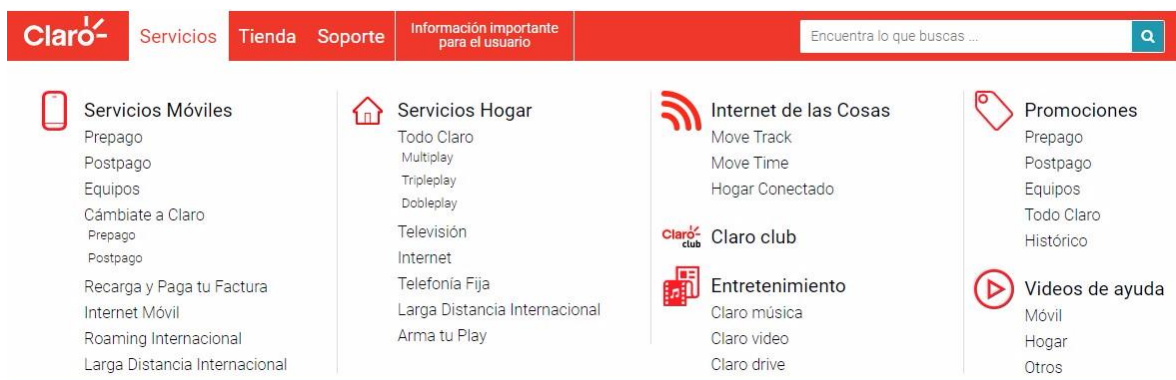 Claro
Servicios
Tienda
Soporte
Información importante
para el usuario
Encuentra lo que buscas ...
Servicios Móviles
Prepago
Postpago
Equipos
Cámbiate a Claro
Prepago
Postpago
Recarga y Paga tu Factura
Internet Móvil
Roaming Internacional
Larga Distancia Internacional
Servicios Hogar
Todo Claro
Multiplay
Tripleplay
Dobleplay
Televisión
Internet
Telefonía Fija
Larga Distancia Internacional
Arma tu Play
Internet de las Cosas
Move Track
Move Time
Hogar Conectado
Claro
club
Claro club
Entretenimiento
Claro música
Claro video
Claro drive
Promociones
Prepago
Postpago
Equipos
Todo Claro
Histórico
Videos de ayuda
Móvil
Hogar
Otros